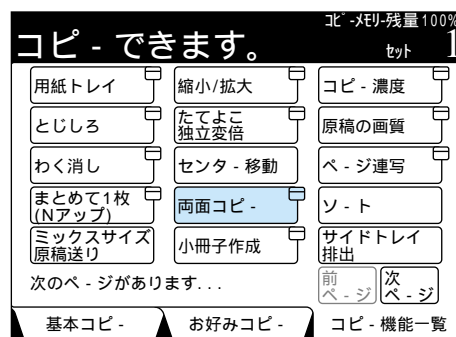 ｺﾋﾟ-ﾒﾓﾘ-残量100%
コピ-できます。
ｾｯﾄ 1
用紙トレイ
縮小/拡大
コピ-濃度
とじしろ
たてよこ
独立変倍
原稿の画質
わく消し
センタ-移動
ペ-ジ連写
まとめて1枚
(Nアップ)
両面コピ-
ソ-ト
ミックスサイズ
原稿送り
小冊子作成
サイドトレイ
排出
次のペ-ジがあります...
前
ペ-ジ
次
ペ-ジ
基本コピ-
お好みコピ-
コピ-機能一覧